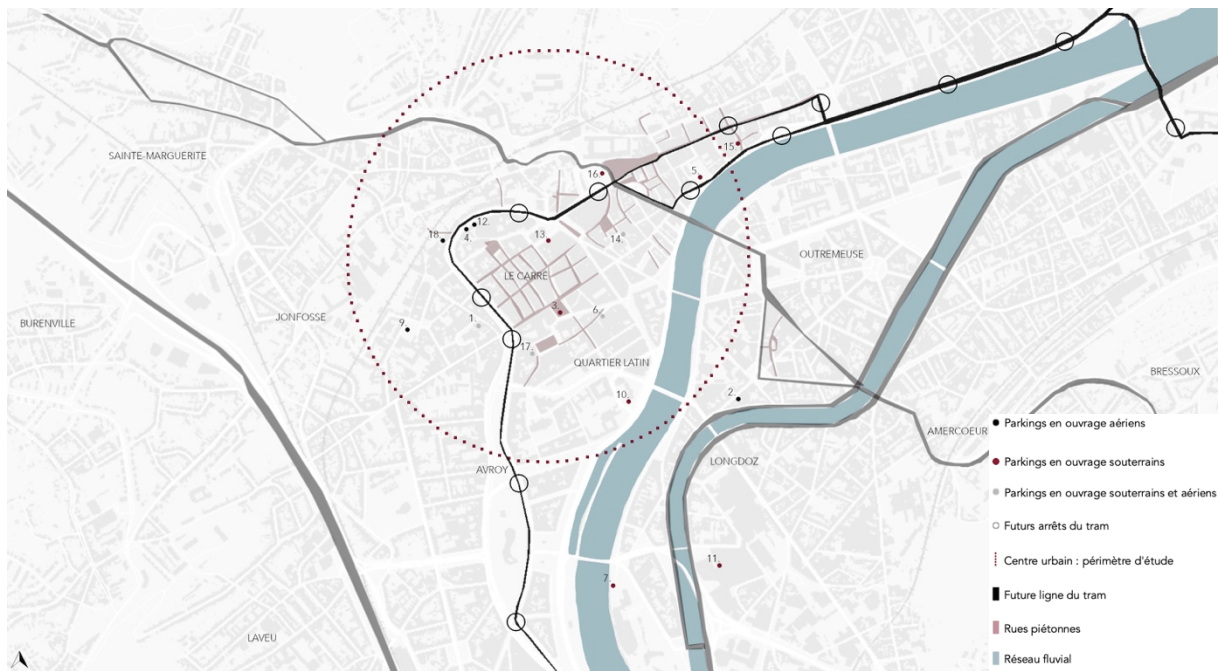 SAINTE-MARGUERITE
15.
16.
5.
12.
4.
18.
13.
14.
OUTREMEUSE
LE CARRÉ
BURENVILLE
JONFOSSE
9.
1.
3.
6.
17.
QUARTIER LATIN
BRESSOUX
10.
2.
AMERCOEUR
AVROY
LONGDOZ
11.
7.
LAVEU
Parkings en ouvrage aériens
Parkings en ouvrage souterrains
Parkings en ouvrage souterrains et aériens
Futurs arrêts du tram
Centre urbain : périmètre d'étude
Future ligne du tram
Rues piétonnes
Réseau fluvial